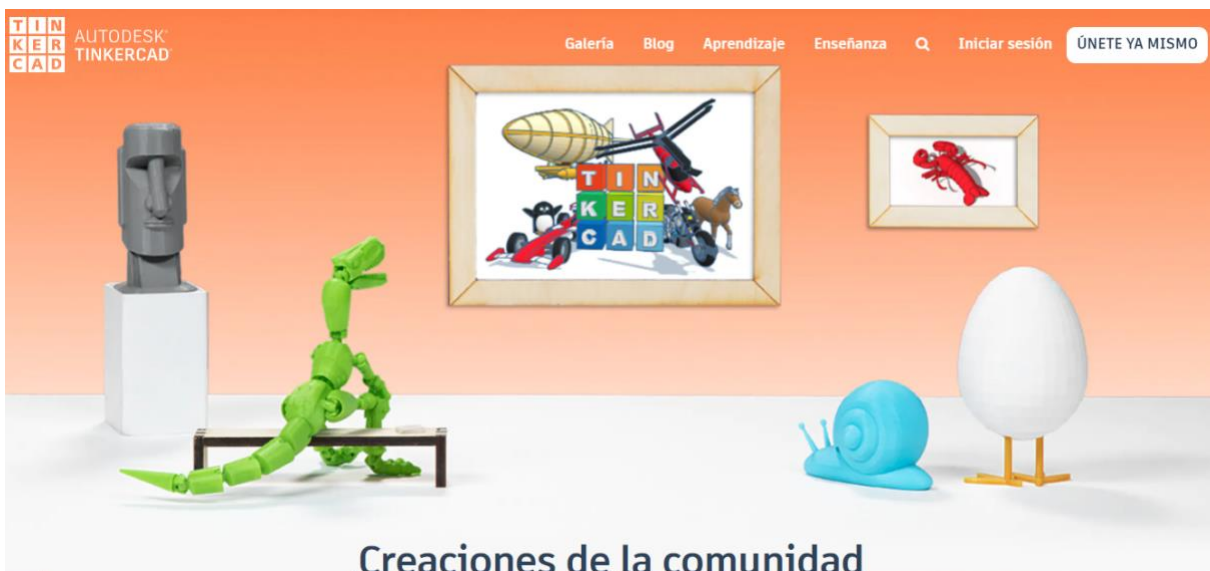 TIN
KER
CAD
AUTODESK®
TINKERCAD®
Galería Blog Aprendizaje Enseñanza Iniciar sesión ÚNETE YA MISMO
TIN
KER
CAD
Creaciones de la comunidad